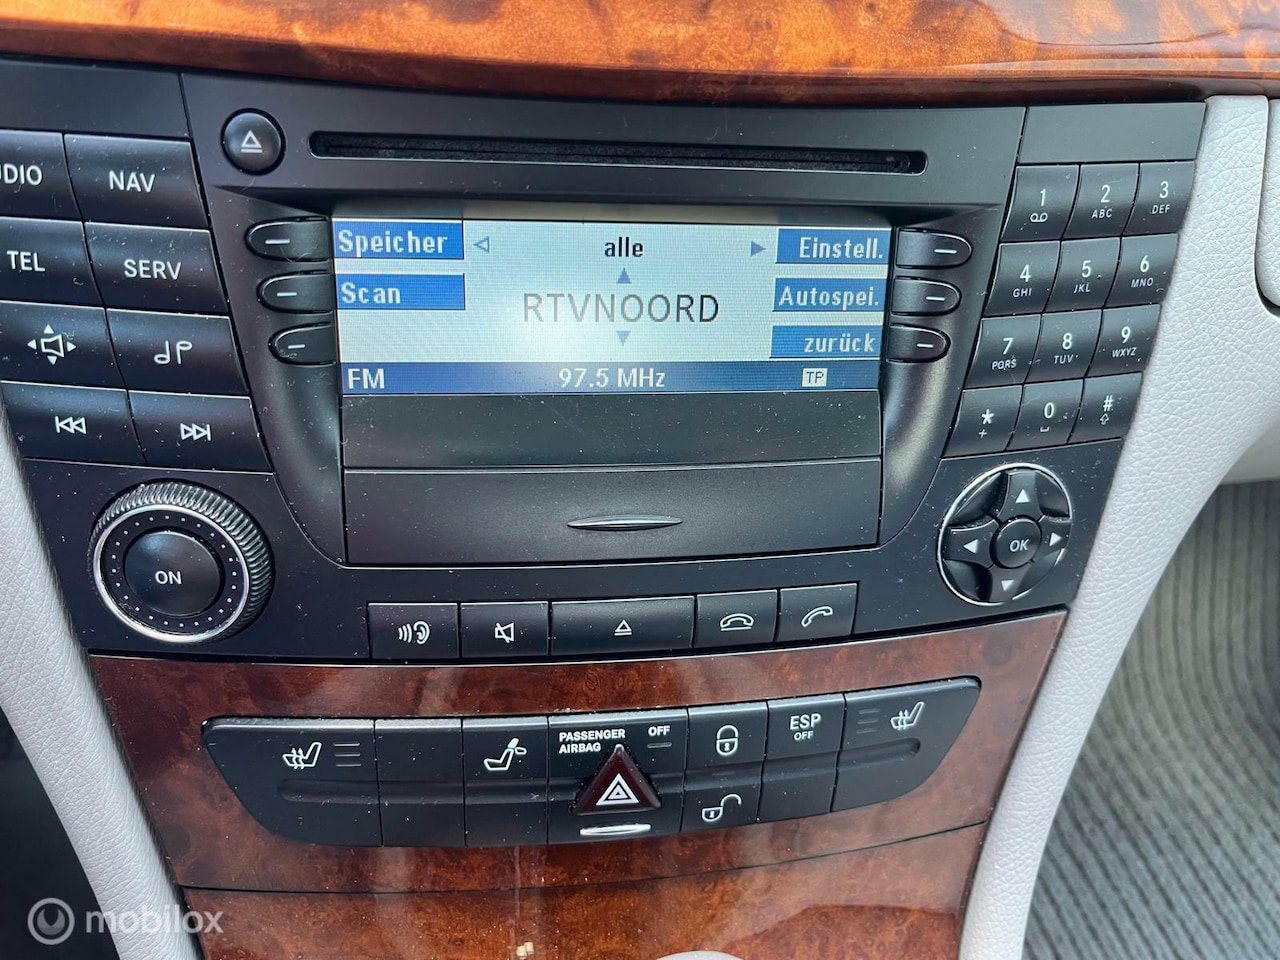 NAV
TEL
SERV
ON
Speicher
Scan
alle
RTVNOORD
Einstell.
Autospei.
zurück
FM 97.5 MHz TP
1
2 ABC
3 DEF
4 GHI
5 JKL
6 MNO
7 PQRS
8 TUV
9 WXYZ
* +
0
#
OK
PASSENGER AIRBAG OFF
ESP OFF
mobilox